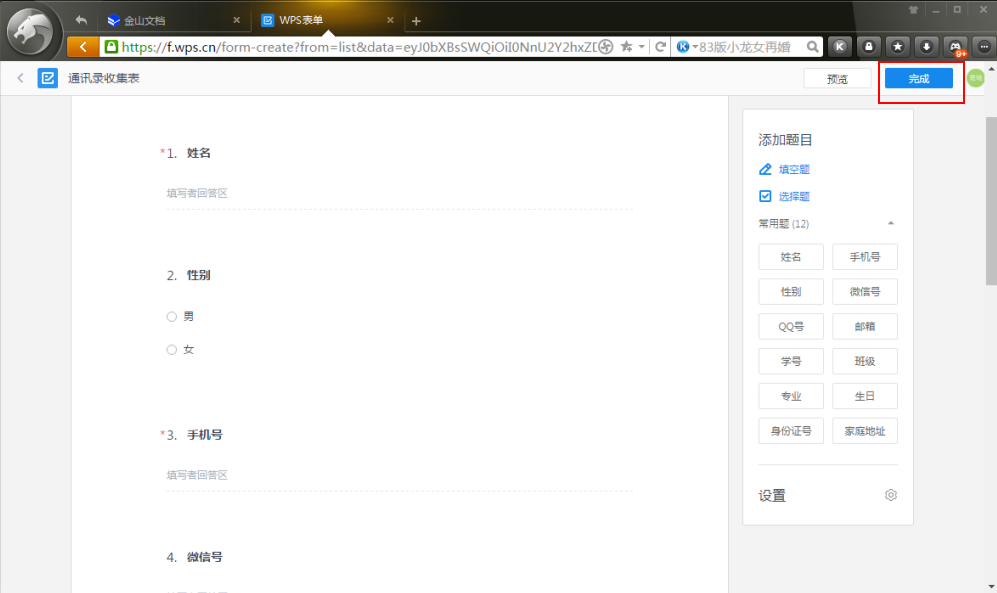 金山文档
WPS表单
https://f.wps.cn/form-create?from=list&data=eyJ0bXBsSWQiOiI0NnU2Y2hxZD
83版小龙女再婚
9+
通讯录收集表
预览
完成
*1. 姓名
填写者回答区
2. 性别
男
女
*3. 手机号
填写者回答区
4. 微信号
添加题目
填空题
选择题
常用题 (12)
姓名
手机号
性别
微信号
QQ号
邮箱
学号
班级
专业
生日
身份证号
家庭地址
设置